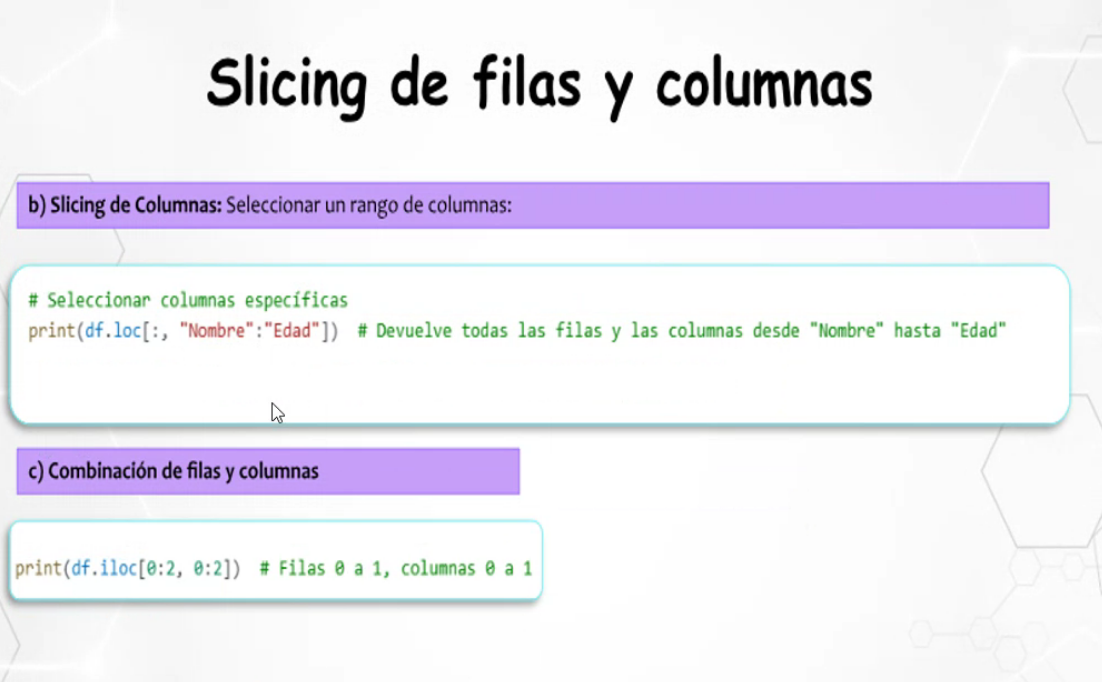 Slicing de filas y columnas
b) Slicing de Columnas: Seleccionar un rango de columnas:
# Seleccionar columnas específicas
print(df.loc[:, "Nombre":"Edad"])  # Devuelve todas las filas y las columnas desde "Nombre" hasta "Edad"
c) Combinación de filas y columnas
print(df.iloc[0:2, 0:2])  # Filas 0 a 1, columnas 0 a 1